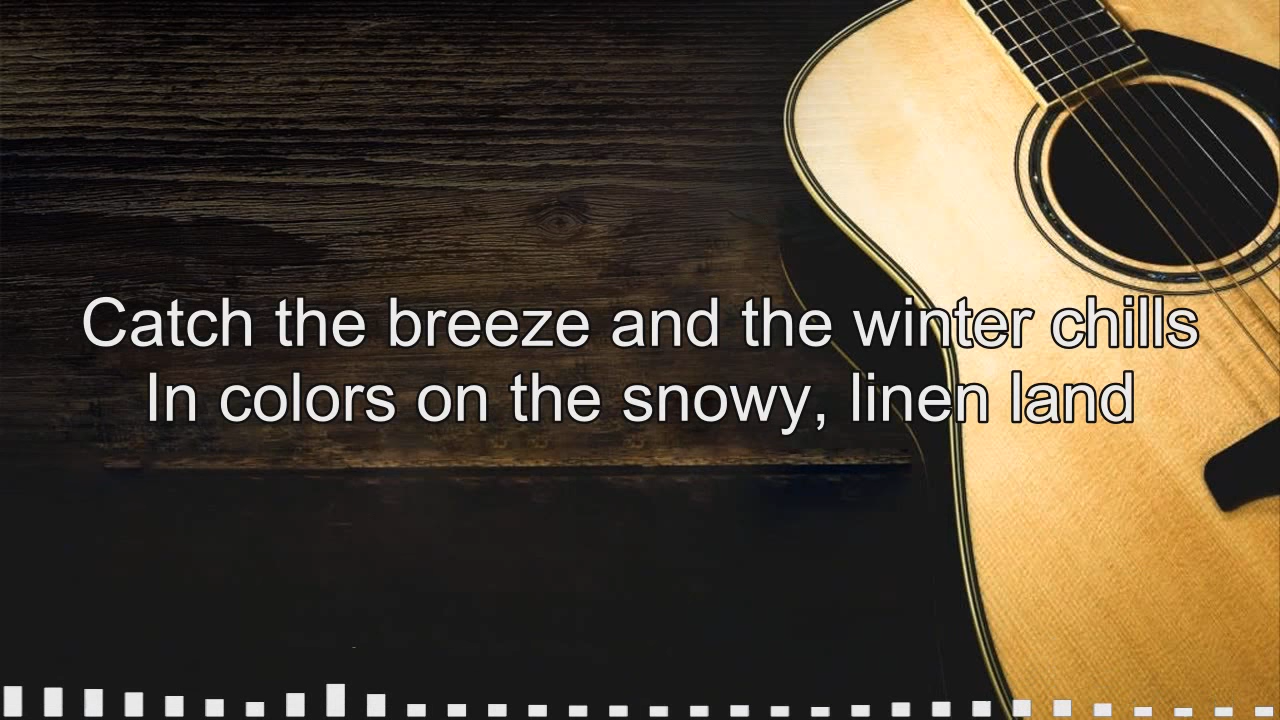 Catch the breeze and the winter chills
In colors on the snowy, linen land